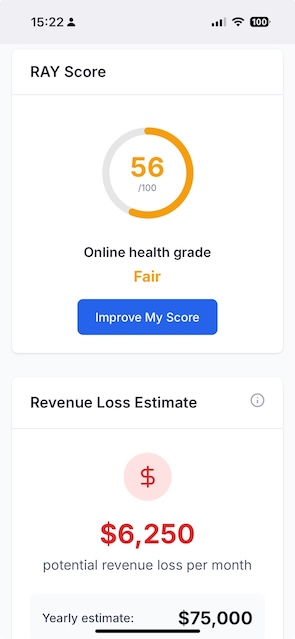 15:22
100
RAY Score
56
/100
Online health grade
Fair
Improve My Score
Revenue Loss Estimate
$6,250
potential revenue loss per month
Yearly estimate: $75,000